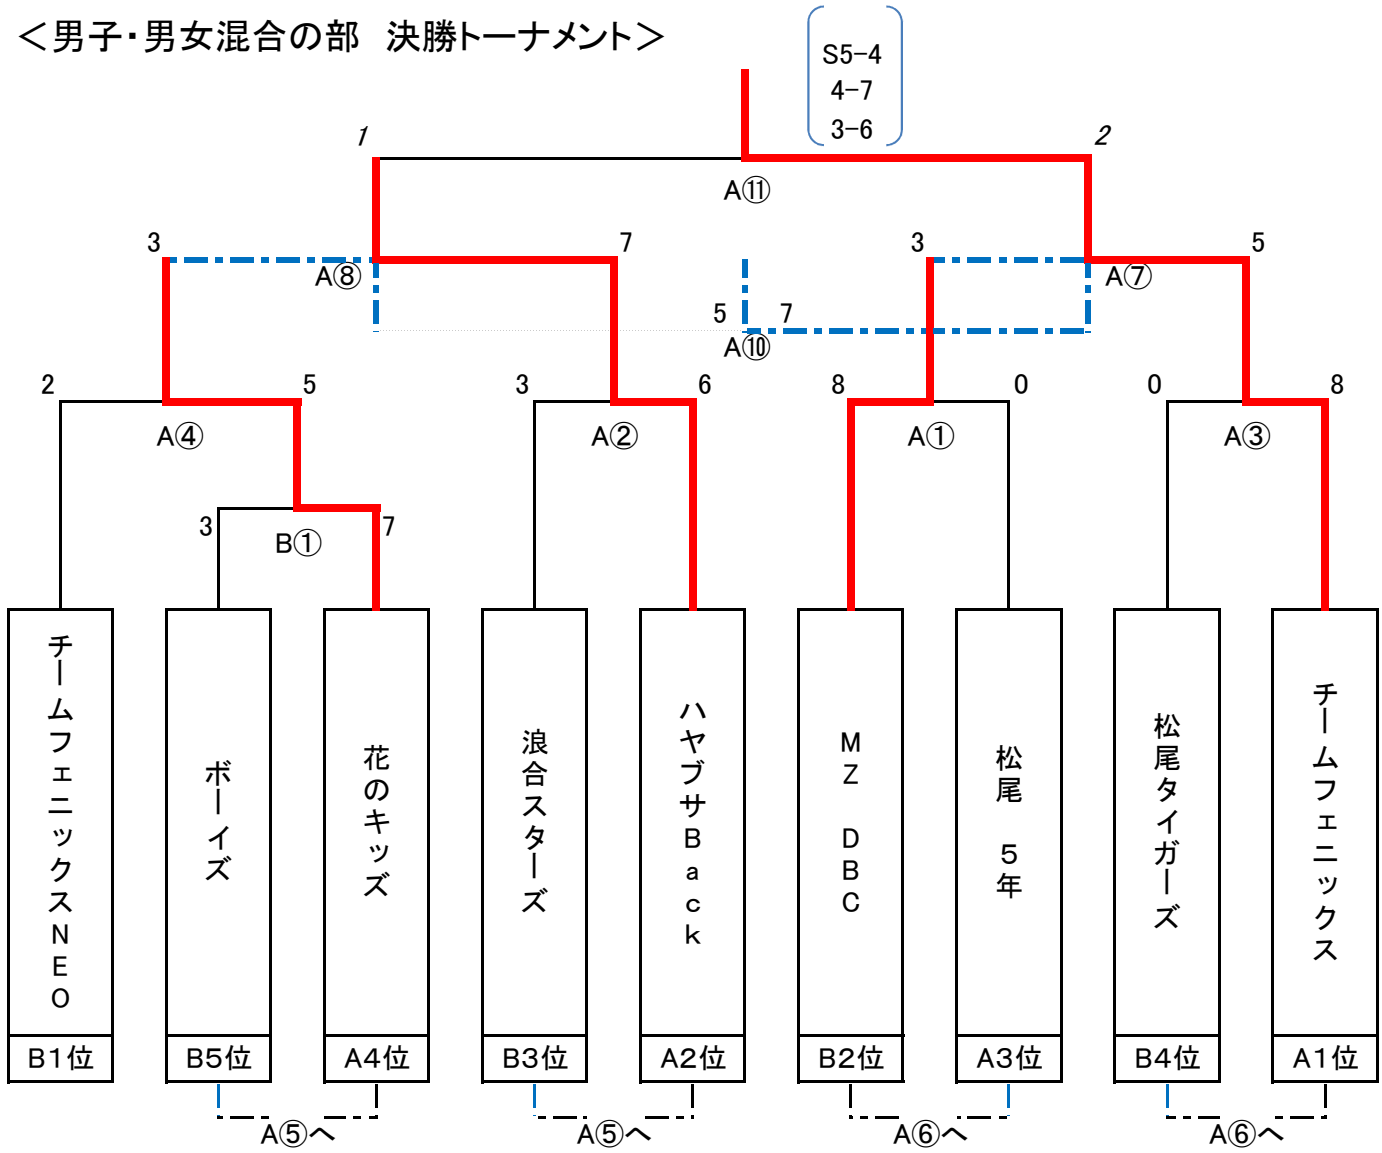 ＜男子・男女混合の部　決勝トーナメント＞
S5-4
4-7
3-6
1
2
A⑪
3
7
3
5
A⑧
A⑦
5
7
A⑩
2
5
3
6
8
0
0
8
A④
A②
A①
A③
3
7
B①
チームフェニックスNEO
ボーイズ
花のキッズ
浪合スターズ
ハヤブサBack
MZ　DBC
松尾　5年
松尾タイガーズ
チームフェニックス
B1位
B5位
A4位
B3位
A2位
B2位
A3位
B4位
A1位
A⑤へ
A⑤へ
A⑥へ
A⑥へ